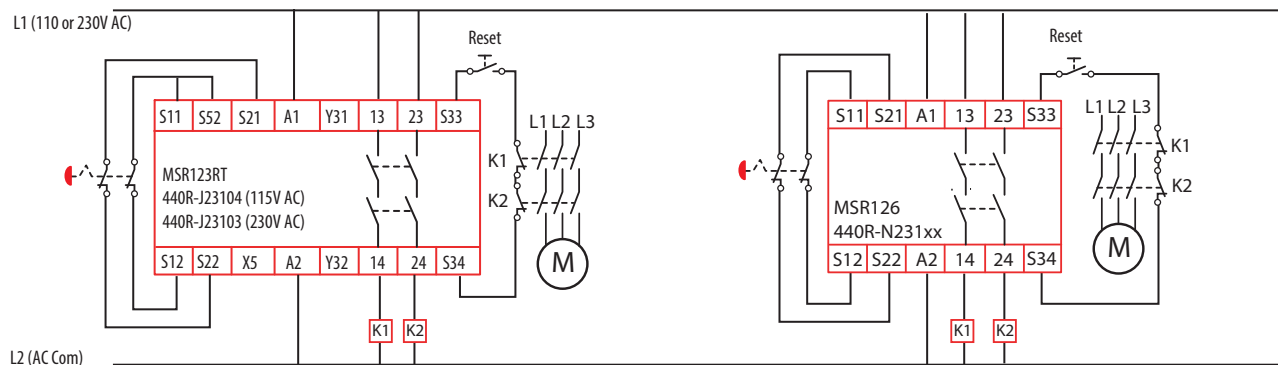 L1 (110 or 230V AC)
Reset
S11 S52 S21 A1 Y31 13 23 S33
L1 L2 L3
K1
K2
MSR123RT
440R-J23104 (115V AC)
440R-J23103 (230V AC)
M
S12 S22 X5 A2 Y32 14 24 S34
K1 K2
Reset
S11 S21 A1 13 23 S33
L1 L2 L3
K1
K2
MSR126
440R-N231xx
M
S12 S22 A2 14 24 S34
K1 K2
L2 (AC Com)